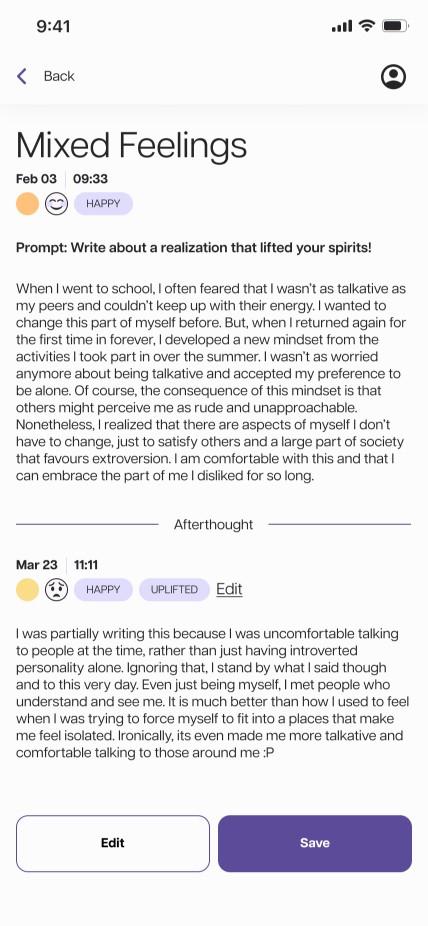 9:41
Back
Mixed Feelings
Feb 03 09:33
HAPPY
Prompt: Write about a realization that lifted your spirits!
When I went to school, I often feared that I wasn't as talkative as
my peers and couldn't keep up with their energy. I wanted to
change this part of myself before. But, when I returned again for
the first time in forever, I developed a new mindset from the
activities I took part in over the summer. I wasn't as worried
anymore about being talkative and accepted my preference to
be alone. Of course, the consequence of this mindset is that
others might perceive me as rude and unapproachable.
Nonetheless, I realized that there are aspects of myself I don't
have to change, just to satisfy others and a large part of society
that favours extroversion. I am comfortable with this and that I
can embrace the part of me I disliked for so long.
Afterthought
Mar 23 11:11
HAPPY UPLIFTED Edit
I was partially writing this because I was uncomfortable talking
to people at the time, rather than just having introverted
personality alone. Ignoring that, I stand by what I said though
and to this very day. Even just being myself, I met people who
understand and see me. It is much better than how I used to feel
when I was trying to force myself to fit into a places that make
me feel isolated. Ironically, its even made me more talkative and
comfortable talking to those around me :P
Edit Save